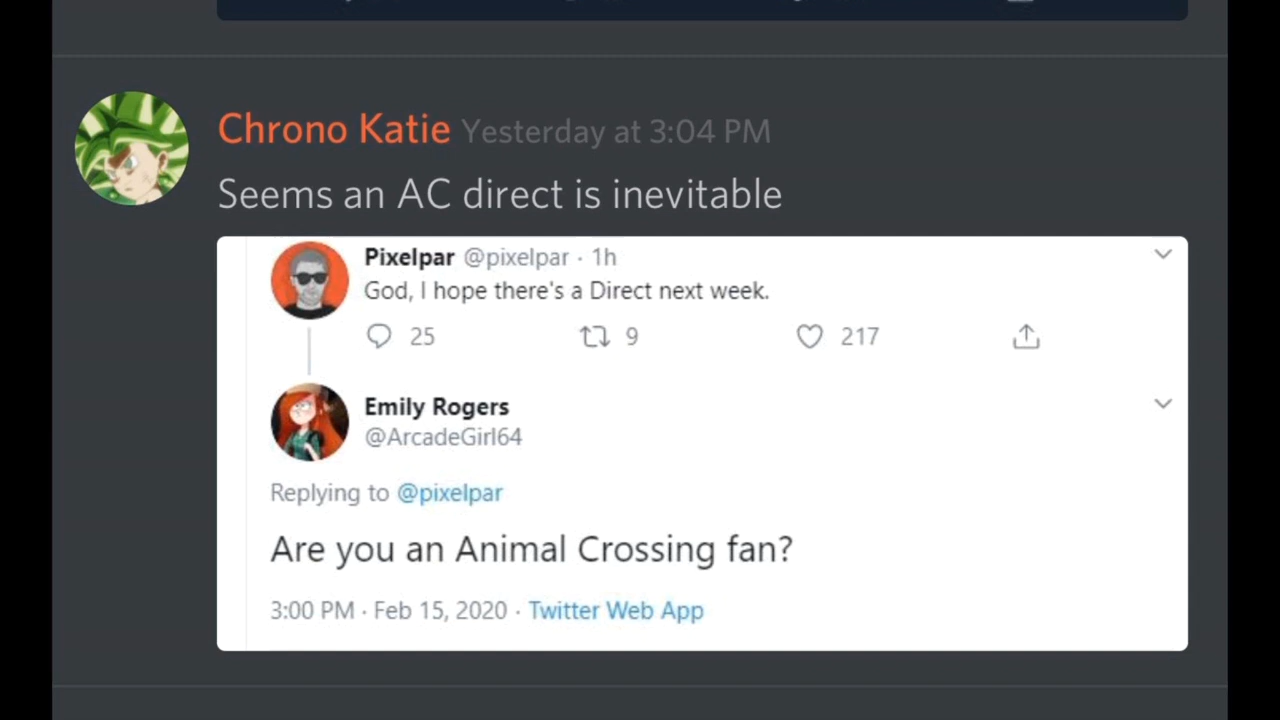 Chrono Katie Yesterday at 3:04 PM
Seems an AC direct is inevitable
Pixelpar @pixelpar · 1h
God, I hope there's a Direct next week.
25 9 217
Emily Rogers
@ArcadeGirl64
Replying to @pixelpar
Are you an Animal Crossing fan?
3:00 PM · Feb 15, 2020 · Twitter Web App